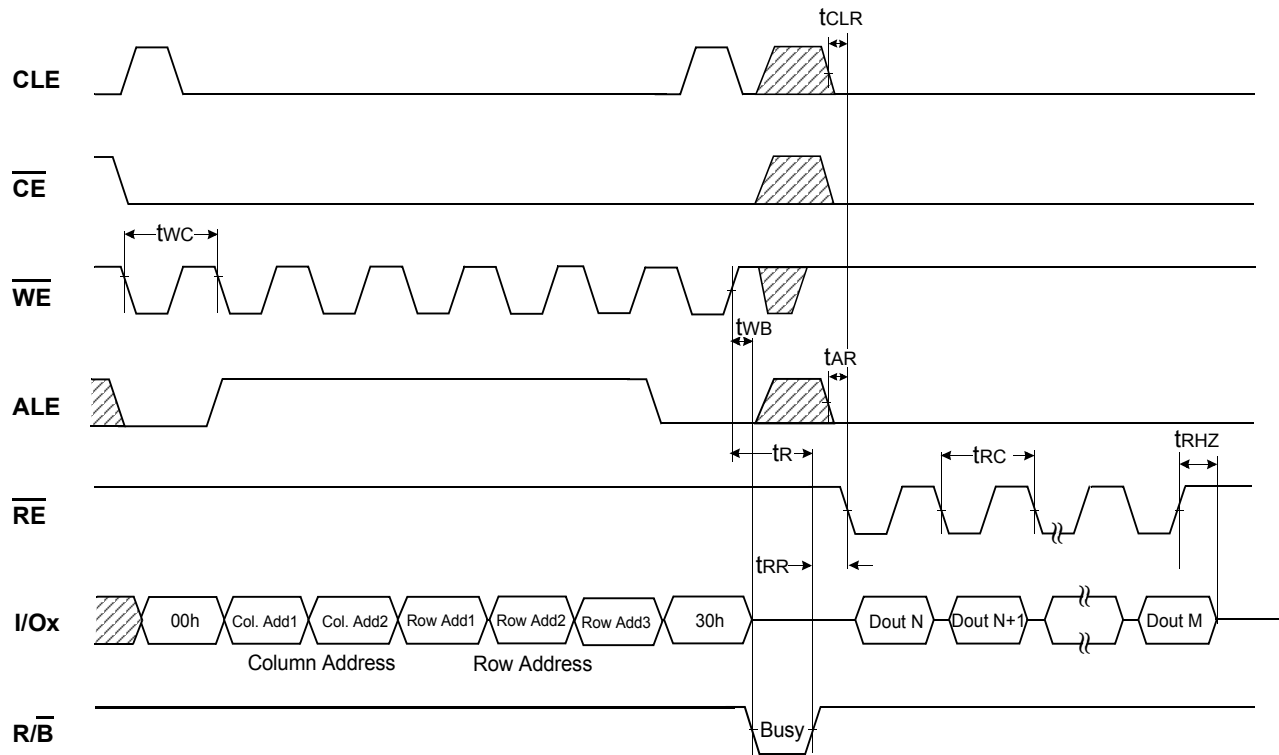 tCLR
CLE
CE
tWC
WE
tWB
tAR
ALE
tR
tRC
tRHZ
RE
tRR
I/Ox
00h
Col. Add1
Col. Add2
Row Add1
Row Add2
Row Add3
30h
Dout N
Dout N+1
Dout M
Column Address
Row Address
R/B
Busy